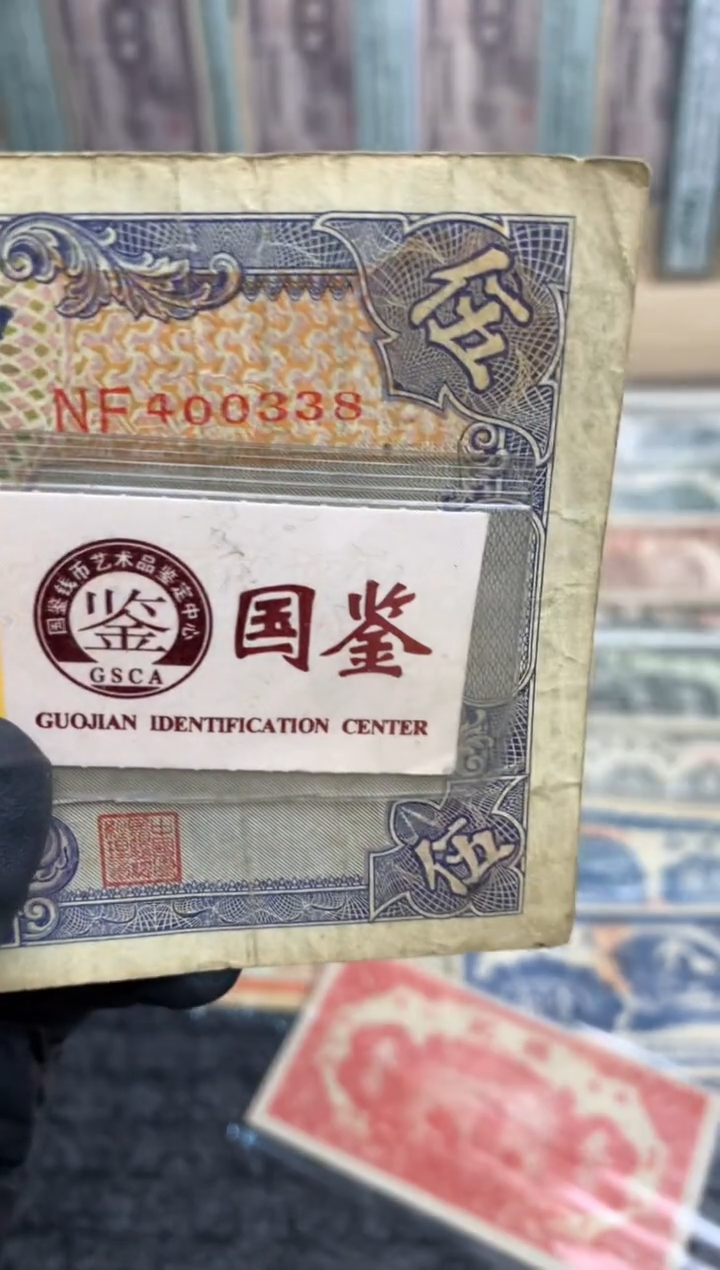 伍
NF400338
国鉴钱币艺术品鉴定中心
鉴
GSCA
国鉴
GUOJIAN IDENTIFICATION CENTER
伍